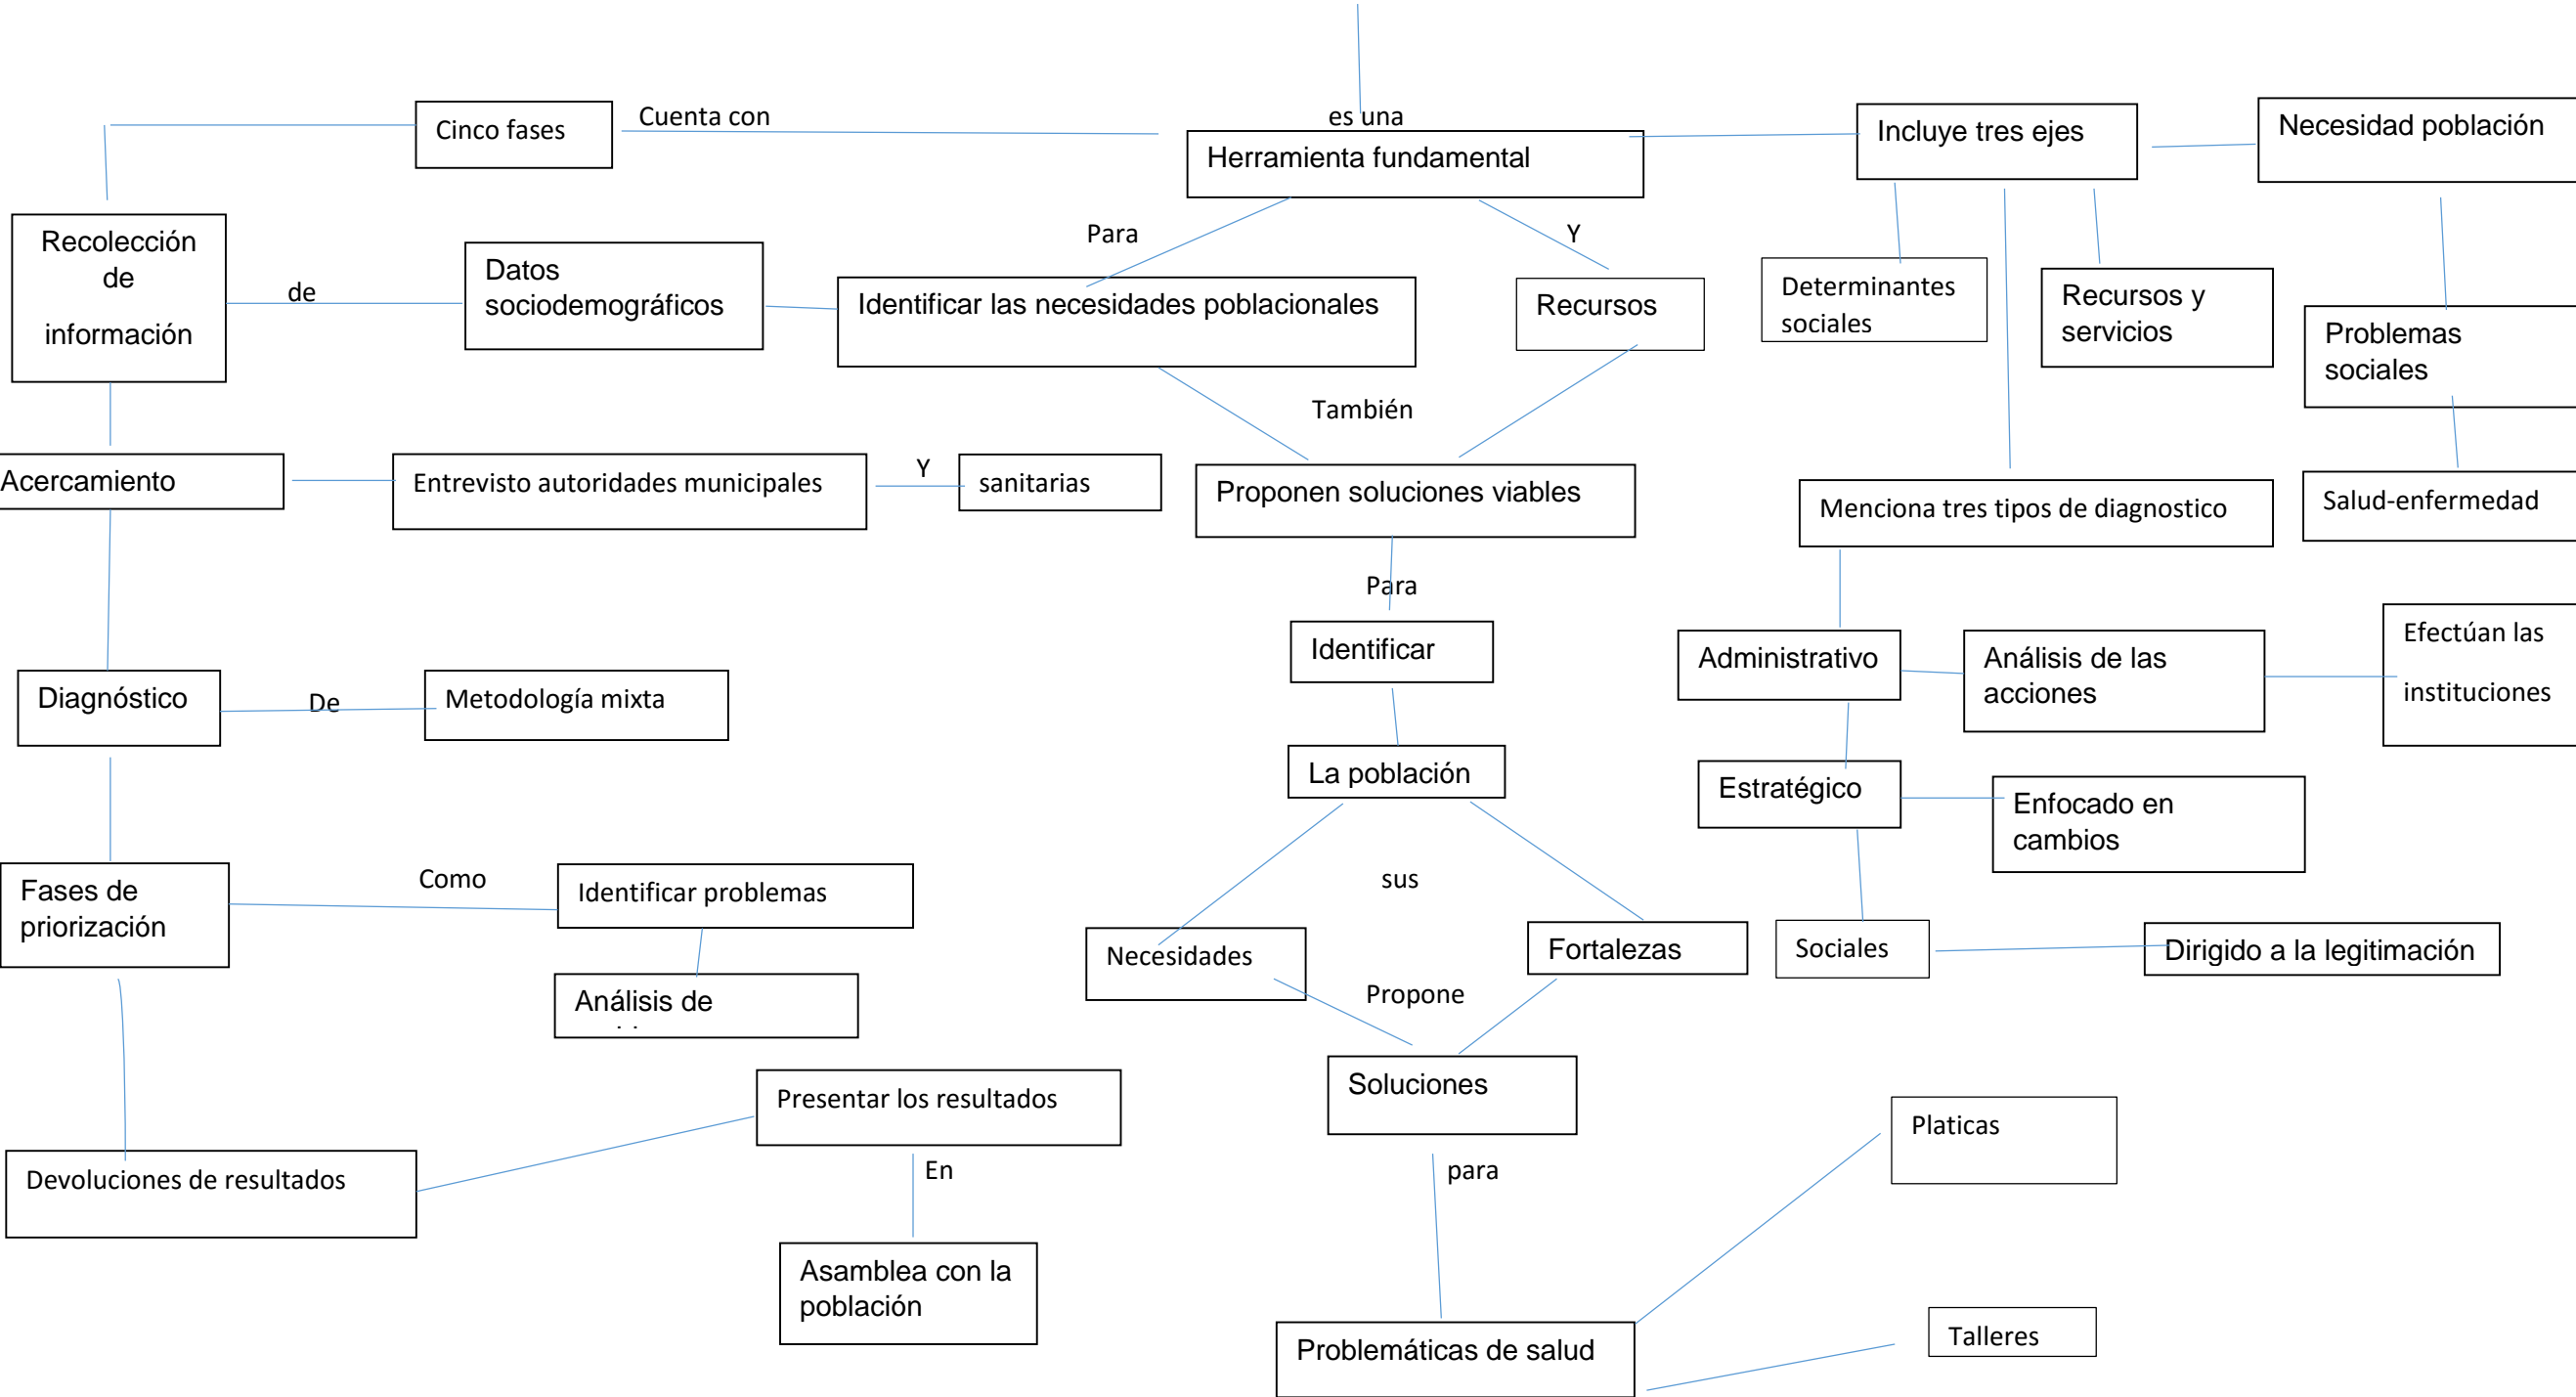 Cinco fases
Cuenta con
es una
Herramienta fundamental
Incluye tres ejes
Necesidad población
Recolección
de
información
de
Datos
sociodemográficos
Para
Y
Identificar las necesidades poblacionales
Recursos
Determinantes
sociales
Recursos y
servicios
Problemas
sociales
También
Acercamiento
Entrevisto autoridades municipales
Y
sanitarias
Proponen soluciones viables
Menciona tres tipos de diagnostico
Salud-enfermedad
Para
Identificar
Administrativo
Análisis de las
acciones
Efectúan las
instituciones
Diagnóstico
De
Metodología mixta
La población
Estratégico
Enfocado en
cambios
Fases de
priorización
Como
Identificar problemas
sus
Necesidades
Fortalezas
Sociales
Dirigido a la legitimación
Análisis de
Propone
Soluciones
Presentar los resultados
Platicas
Devoluciones de resultados
En
para
Asamblea con la
población
Problemáticas de salud
Talleres